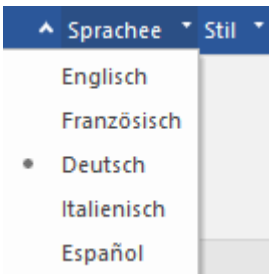 Sprachee Stil
Englisch
Französisch
Deutsch
Italienisch
Español